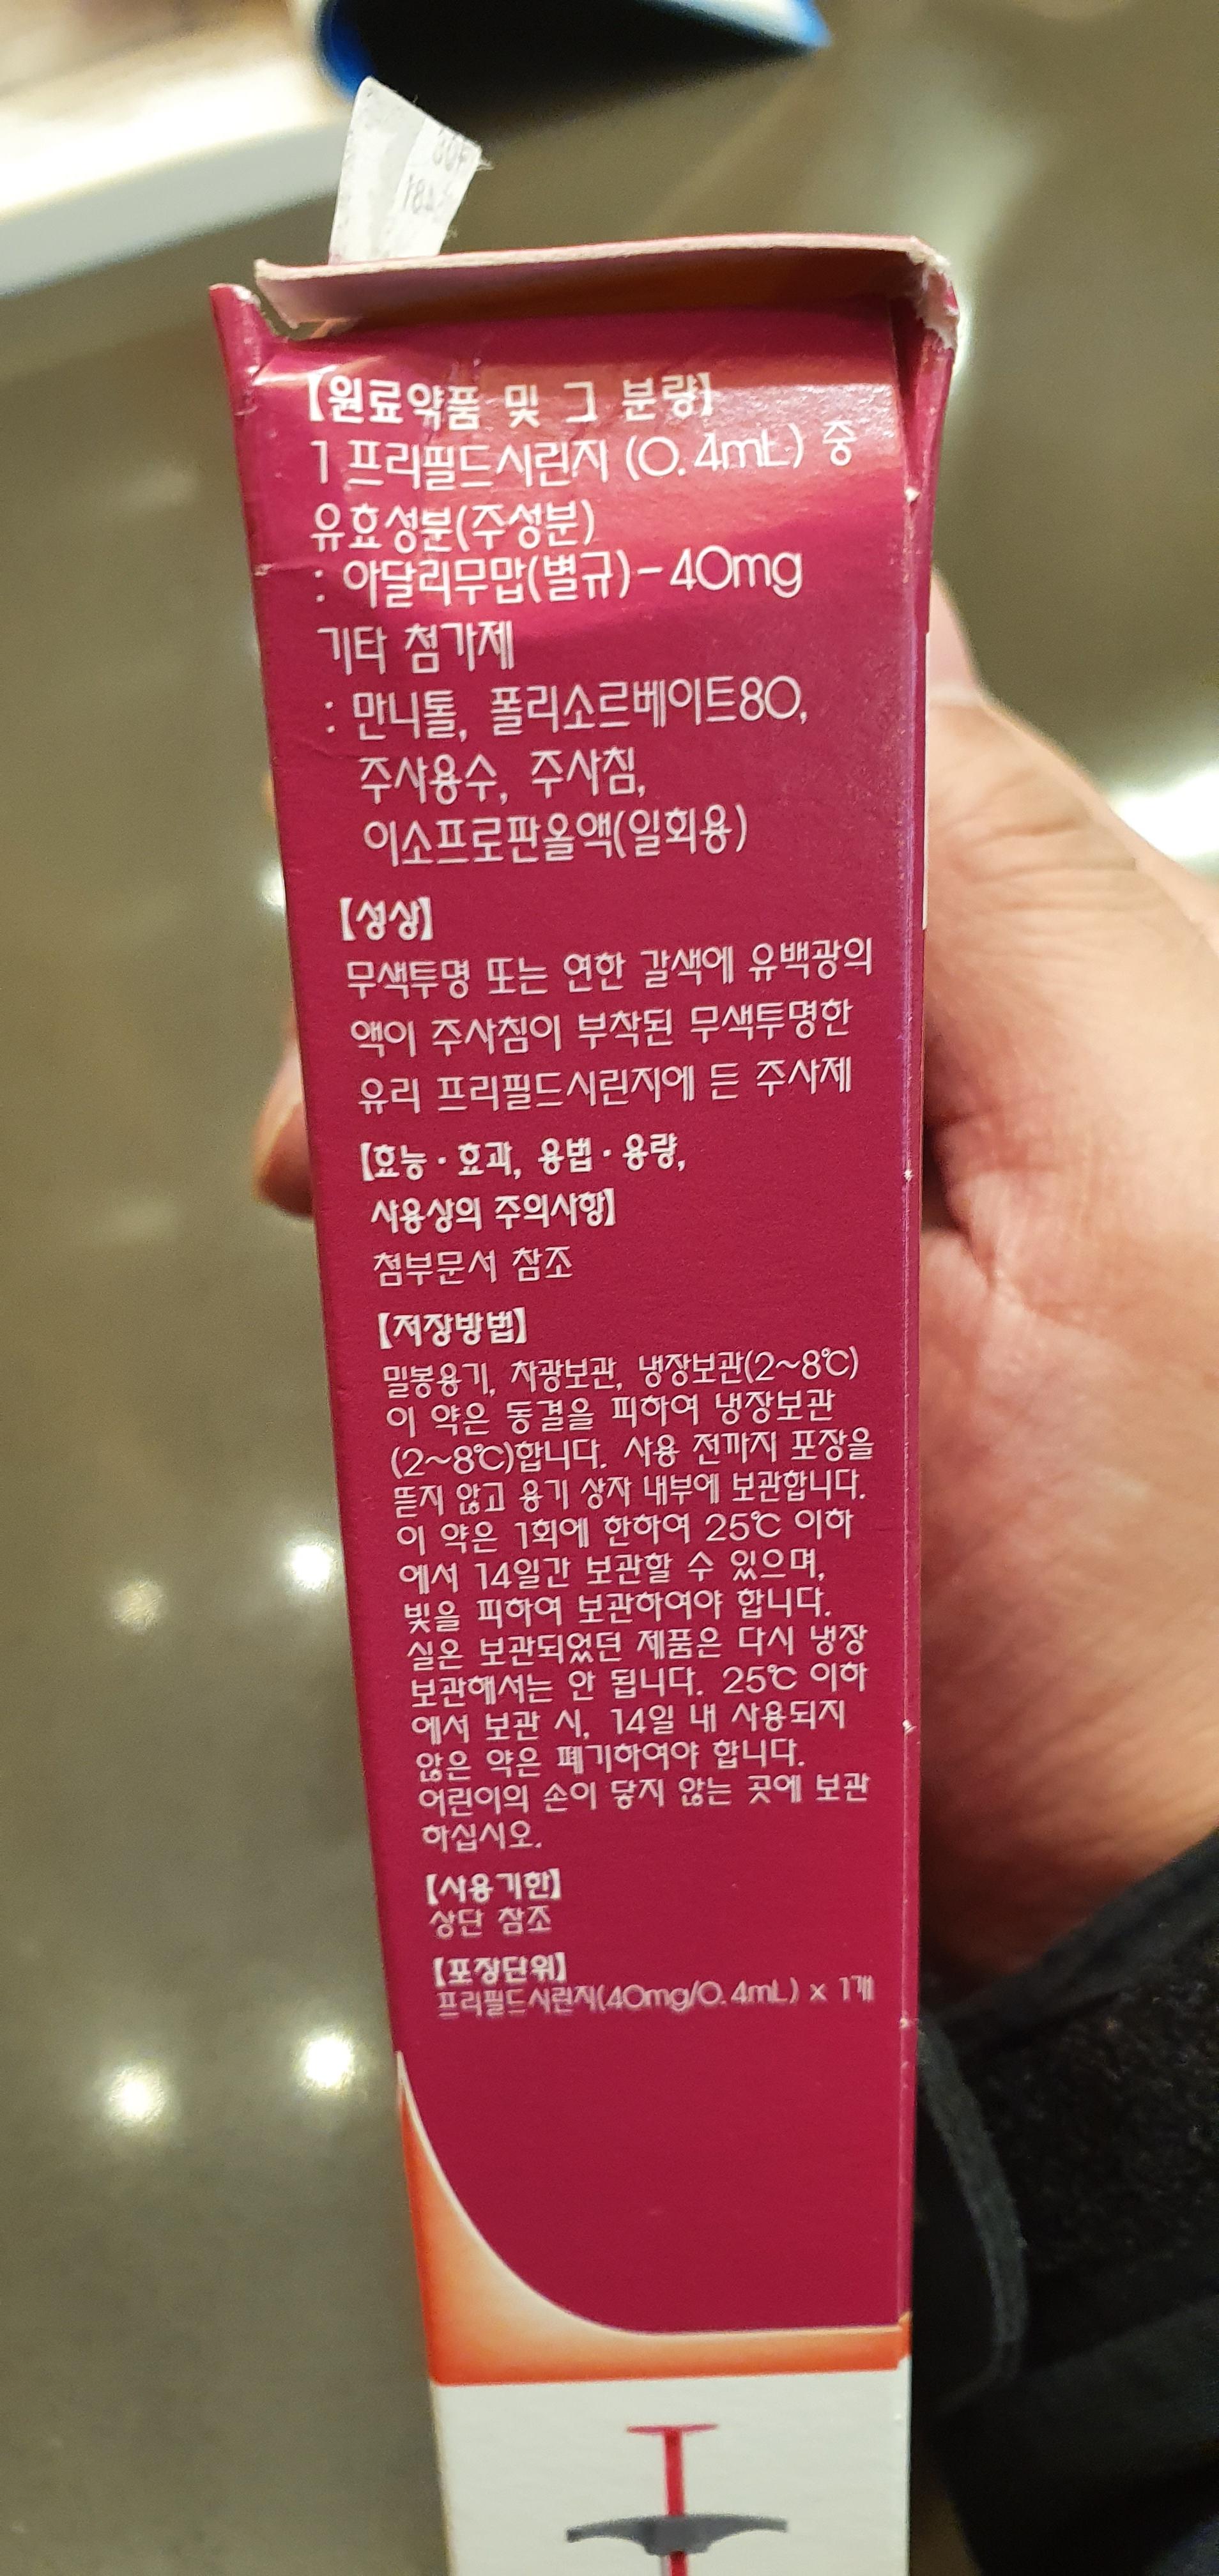 【원료약품 및 그 분량】
1 프리필드시린지 (0.4mL) 중
유효성분(주성분)
: 아달리무맙(별규)-40mg
기타 첨가제
: 만니톨, 폴리소르베이트80,
주사용수, 주사침,
이소프로판올액(일회용)
【성상】
무색투명 또는 연한 갈색에 유백광의
액이 주사침이 부착된 무색투명한
유리 프리필드시린지에 든 주사제
【효능·효과, 용법·용량,
사용상의 주의사항】
첨부문서 참조
【저장방법】
밀봉용기, 차광보관, 냉장보관(2~8℃)
이 약은 동결을 피하여 냉장보관
(2~8℃)합니다. 사용 전까지 포장을
뜯지 않고 용기 상자 내부에 보관합니다.
이 약은 1회에 한하여 25℃ 이하
에서 14일간 보관할 수 있으며,
빛을 피하여 보관하여야 합니다.
실온 보관되었던 제품은 다시 냉장
보관해서는 안 됩니다. 25℃ 이하
에서 보관 시, 14일 내 사용되지
않은 약은 폐기하여야 합니다.
어린이의 손이 닿지 않는 곳에 보관
하십시오.
【사용기한】
상단 참조
【포장단위】
프리필드시린지(40mg/0.4mL) x 1개